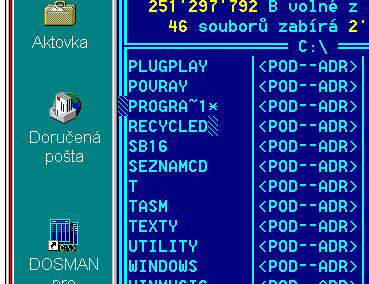 Aktovka
Doručená
pošta
DOSMAN
pro
251'297'792 B volné z
46 souborů zabírá 2'
C:\
PLUGPLAY <POD--ADR>
POVRAY <POD--ADR>
PROGRA~1* <POD--ADR>
RECYCLED <POD--ADR>
SB16 <POD--ADR>
SEZNAMCD <POD--ADR>
T <POD--ADR>
TASM <POD--ADR>
TEXTY <POD--ADR>
UTILITY <POD--ADR>
WINDOWS <POD--ADR>
WINMUSIC <POD--ADR>